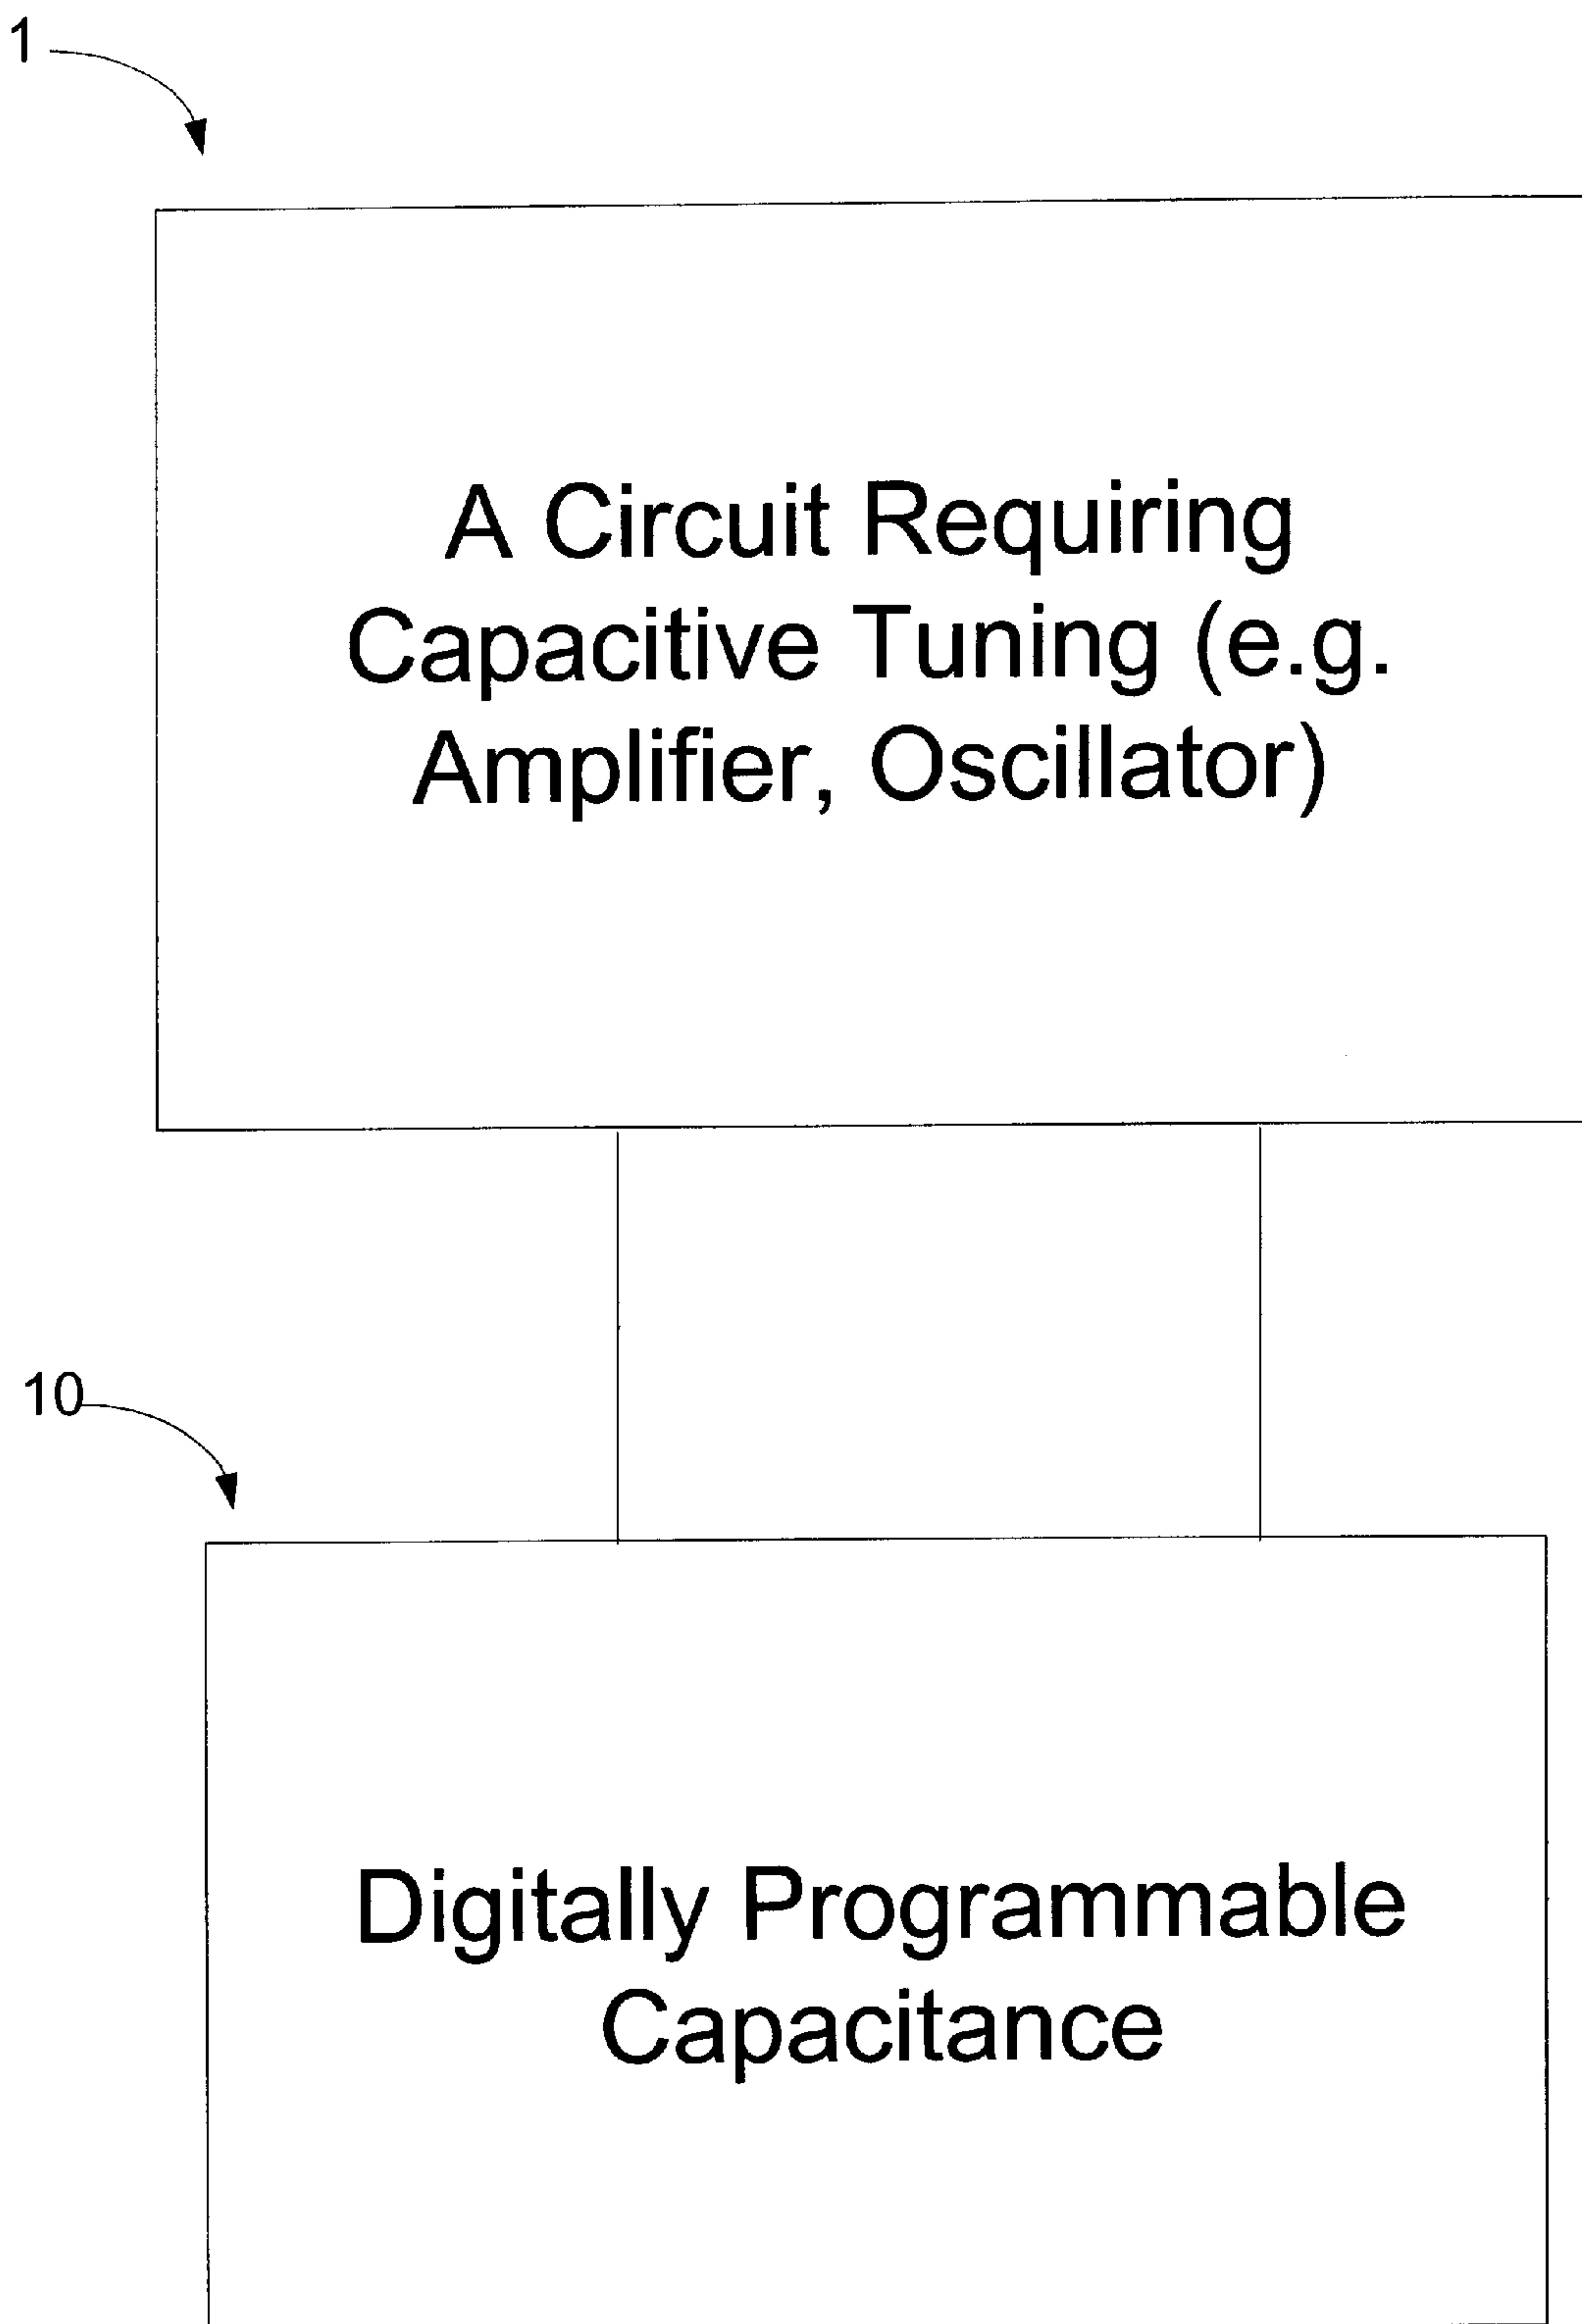 1
A Circuit Requiring
Capacitive Tuning (e.g.
Amplifier, Oscillator)
10
Digitally Programmable
Capacitance